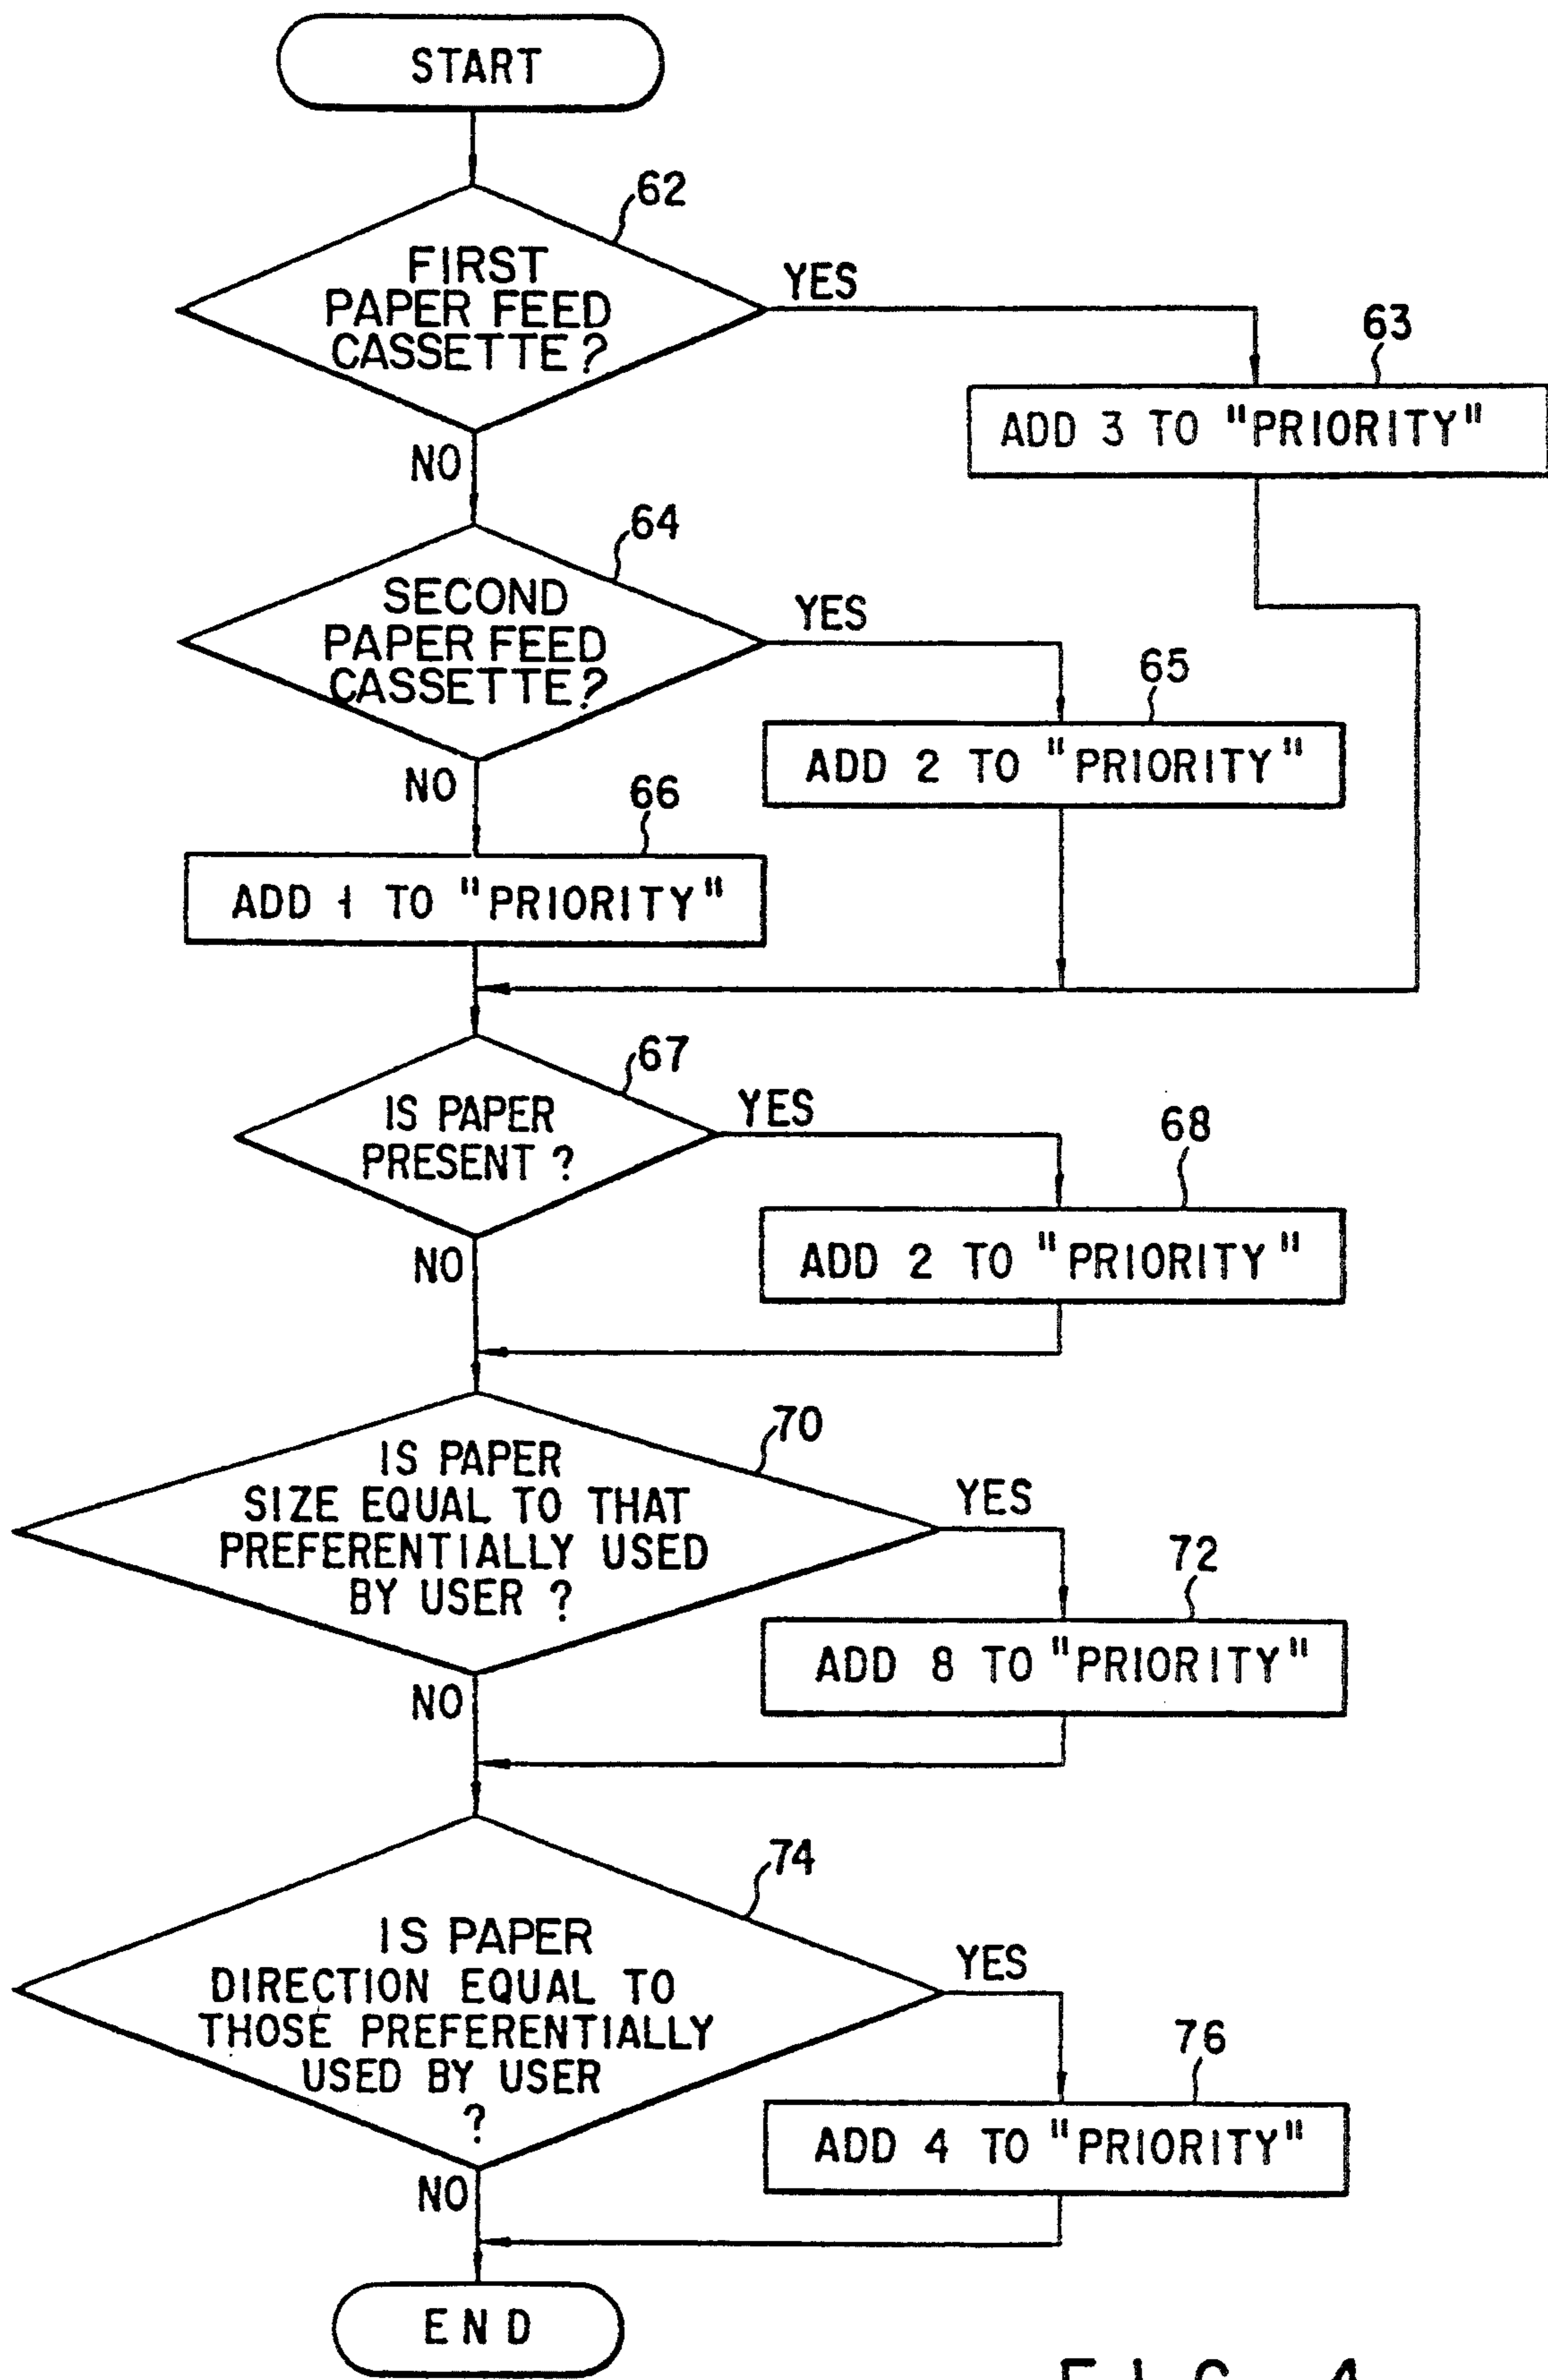 START
62
FIRST
PAPER FEED
CASSETTE?
YES
63
ADD 3 TO "PRIORITY"
NO
64
SECOND
PAPER FEED
CASSETTE?
YES
65
ADD 2 TO "PRIORITY"
NO
66
ADD 1 TO "PRIORITY"
67
IS PAPER
PRESENT ?
YES
68
ADD 2 TO "PRIORITY"
NO
70
IS PAPER
SIZE EQUAL TO THAT
PREFERENTIALLY USED
BY USER ?
YES
72
ADD 8 TO "PRIORITY"
NO
74
IS PAPER
DIRECTION EQUAL TO
THOSE PREFERENTIALLY
USED BY USER
?
YES
76
ADD 4 TO "PRIORITY"
NO
END
FIG. 4